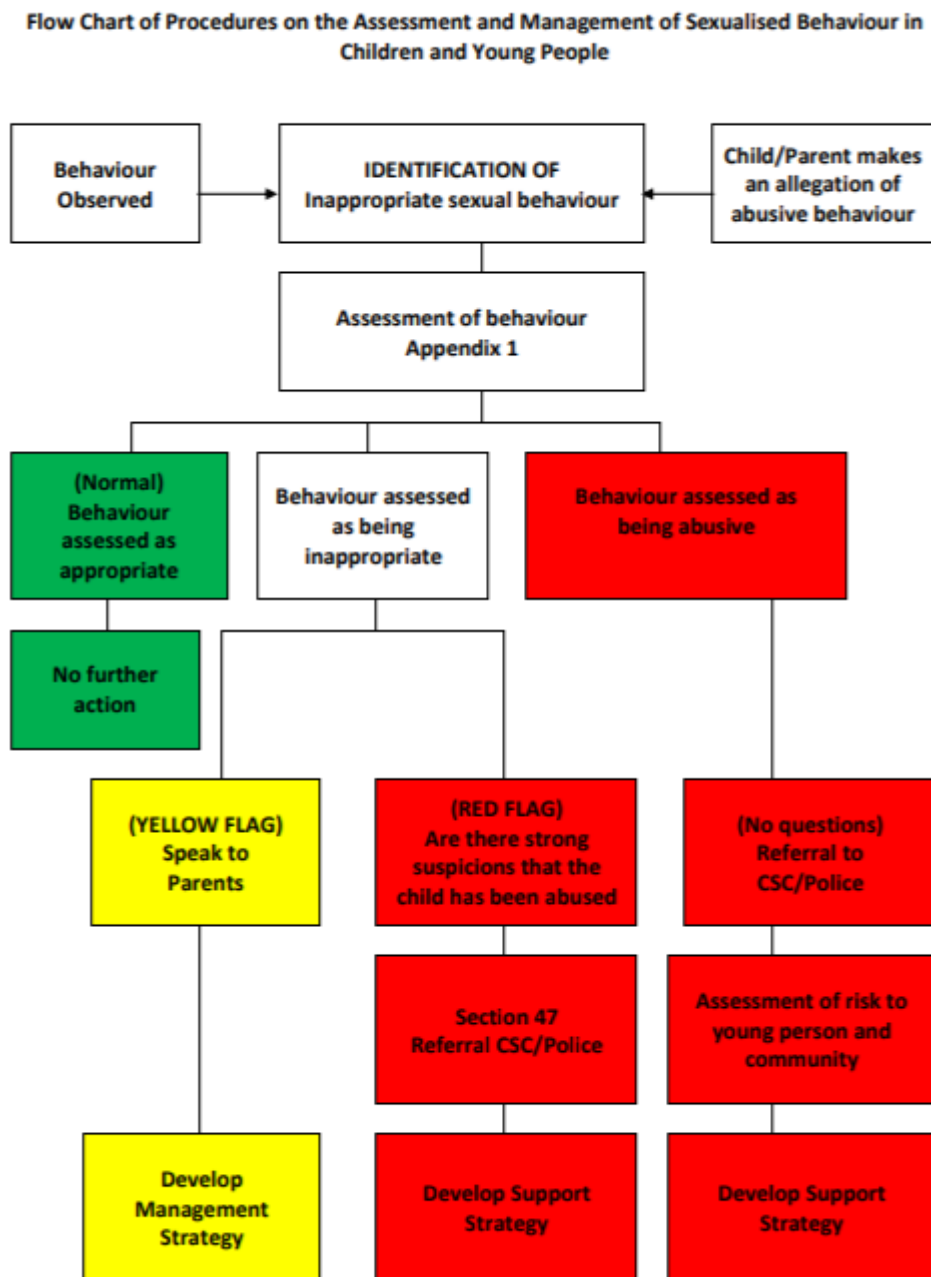 Flow Chart of Procedures on the Assessment and Management of Sexualised Behaviour in
Children and Young People
Behaviour
Observed
IDENTIFICATION OF
Inappropriate sexual behaviour
Child/Parent makes
an allegation of
abusive behaviour
Assessment of behaviour
Appendix 1
(Normal)
Behaviour
assessed as
appropriate
Behaviour assessed
as being
inappropriate
Behaviour assessed as
being abusive
No further
action
(YELLOW FLAG)
Speak to
Parents
(RED FLAG)
Are there strong
suspicions that the
child has been abused
(No questions)
Referral to
CSC/Police
Section 47
Referral CSC/Police
Assessment of risk to
young person and
community
Develop
Management
Strategy
Develop Support
Strategy
Develop Support
Strategy